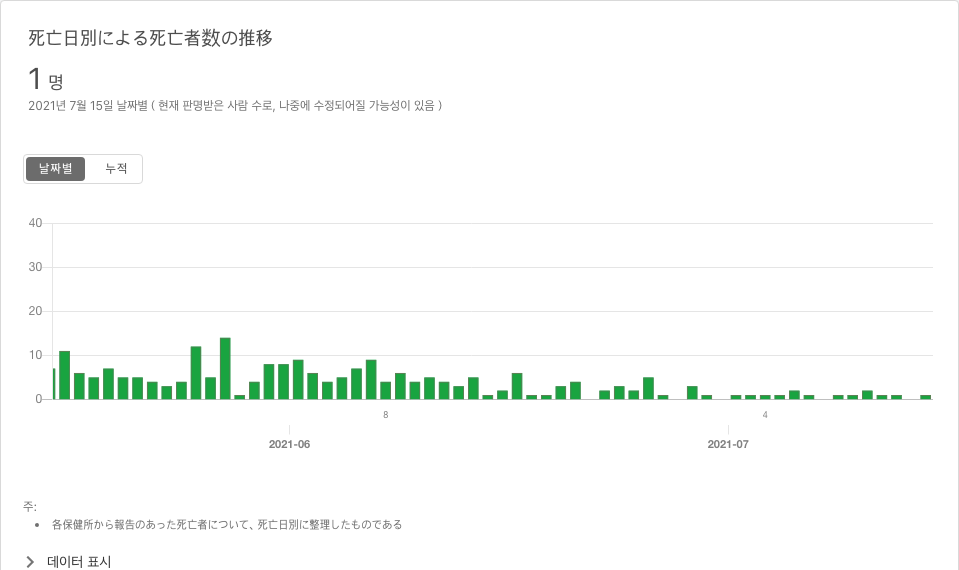 死亡日別による死亡者数の推移
1 명
2021년 7월 15일 날짜별 ( 현재 판명받은 사람 수로, 나중에 수정되어질 가능성이 있음 )
날짜별 누적
40
30
20
10
0
8 4
2021-06 2021-07
주:
• 各保健所から報告のあった死亡者について、死亡日別に整理したものである
데이터 표시